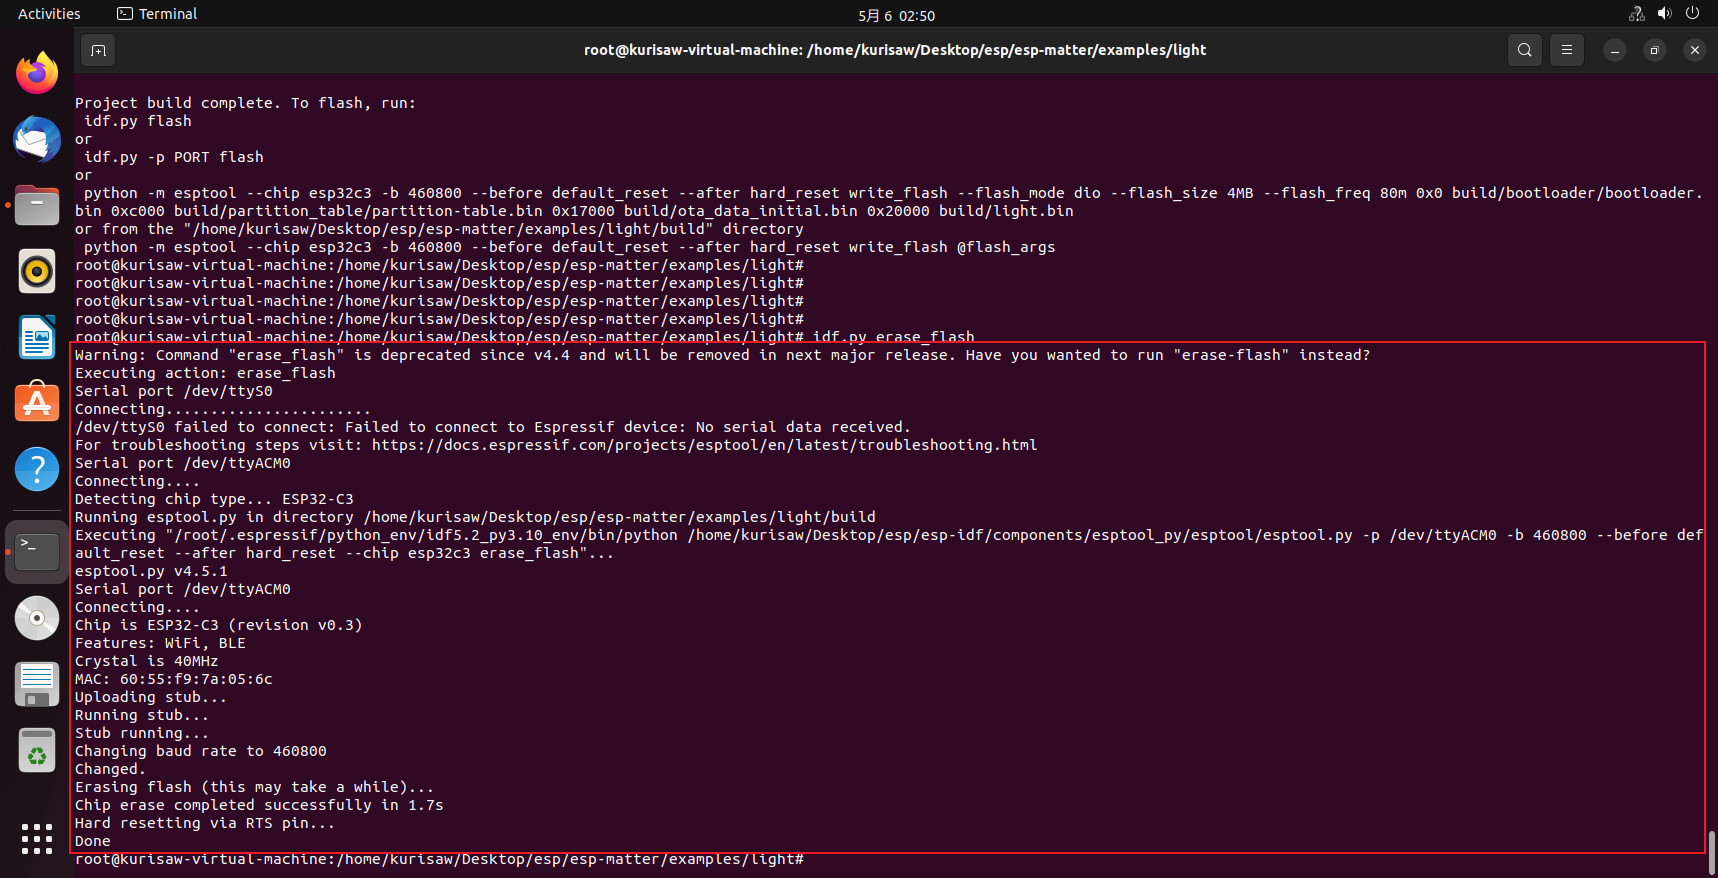 Activities
Terminal
5月 6 02:50
root@kurisaw-virtual-machine: /home/kurisaw/Desktop/esp/esp-matter/examples/light
Project build complete. To flash, run:
idf.py flash
or
idf.py -p PORT flash
or
python -m esptool --chip esp32c3 -b 460800 --before default_reset --after hard_reset write_flash --flash_mode dio --flash_size 4MB --flash_freq 80m 0x0 build/bootloader/bootloader.
bin 0xc000 build/partition_table/partition-table.bin 0x17000 build/ota_data_initial.bin 0x20000 build/light.bin
or from the "/home/kurisaw/Desktop/esp/esp-matter/examples/light/build" directory
python -m esptool --chip esp32c3 -b 460800 --before default_reset --after hard_reset write_flash @flash_args
root@kurisaw-virtual-machine:/home/kurisaw/Desktop/esp/esp-matter/examples/light#
root@kurisaw-virtual-machine:/home/kurisaw/Desktop/esp/esp-matter/examples/light#
root@kurisaw-virtual-machine:/home/kurisaw/Desktop/esp/esp-matter/examples/light#
root@kurisaw-virtual-machine:/home/kurisaw/Desktop/esp/esp-matter/examples/light#
root@kurisaw-virtual-machine:/home/kurisaw/Desktop/esp/esp-matter/examples/light# idf.py erase_flash
Warning: Command "erase_flash" is deprecated since v4.4 and will be removed in next major release. Have you wanted to run "erase-flash" instead?
Executing action: erase_flash
Serial port /dev/ttyS0
Connecting.......................
/dev/ttyS0 failed to connect: Failed to connect to Espressif device: No serial data received.
For troubleshooting steps visit: https://docs.espressif.com/projects/esptool/en/latest/troubleshooting.html
Serial port /dev/ttyACM0
Connecting....
Detecting chip type... ESP32-C3
Running esptool.py in directory /home/kurisaw/Desktop/esp/esp-matter/examples/light/build
Executing "/root/.espressif/python_env/idf5.2_py3.10_env/bin/python /home/kurisaw/Desktop/esp/esp-idf/components/esptool_py/esptool/esptool.py -p /dev/ttyACM0 -b 460800 --before def
ault_reset --after hard_reset --chip esp32c3 erase_flash"...
esptool.py v4.5.1
Serial port /dev/ttyACM0
Connecting....
Chip is ESP32-C3 (revision v0.3)
Features: WiFi, BLE
Crystal is 40MHz
MAC: 60:55:f9:7a:05:6c
Uploading stub...
Running stub...
Stub running...
Changing baud rate to 460800
Changed.
Erasing flash (this may take a while)...
Chip erase completed successfully in 1.7s
Hard resetting via RTS pin...
Done
root@kurisaw-virtual-machine:/home/kurisaw/Desktop/esp/esp-matter/examples/light#